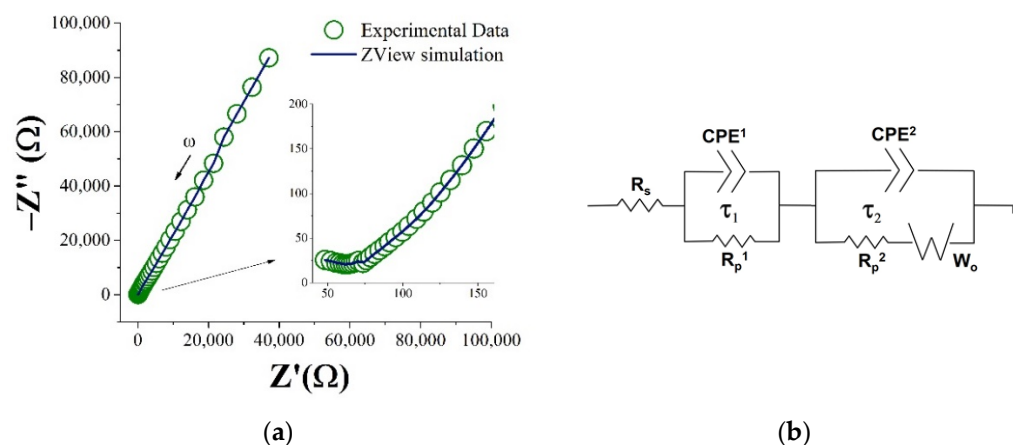 100,000
80,000
60,000
40,000
20,000
0
−Z″ (Ω)
Experimental Data
ZView simulation
ω
200
150
100
50
0
50
100
150
0
20,000
40,000
60,000
80,000
100,000
Z'(Ω)
(a)
CPE¹
CPE²
Rₛ
τ₁
τ₂
Rₚ¹
Rₚ²
Wₒ
(b)